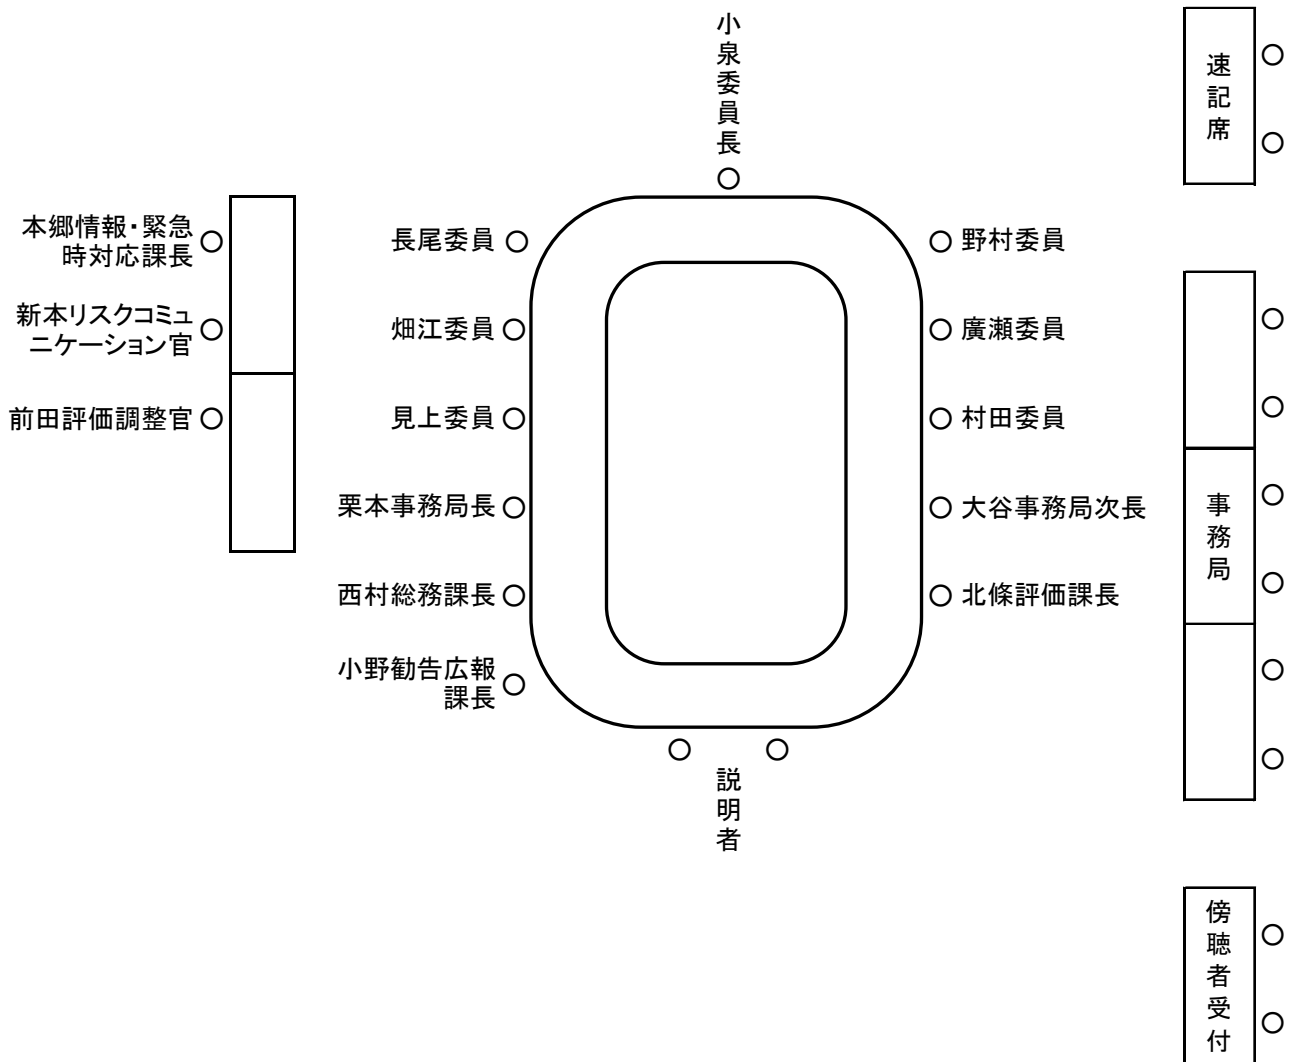 小泉委員長
速記席
本郷情報・緊急
時対応課長
長尾委員
野村委員
新本リスクコミュ
ニケーション官
畑江委員
廣瀬委員
前田評価調整官
見上委員
村田委員
栗本事務局長
大谷事務局次長
事務局
西村総務課長
北條評価課長
小野勧告広報
課長
説明者
傍聴者受付